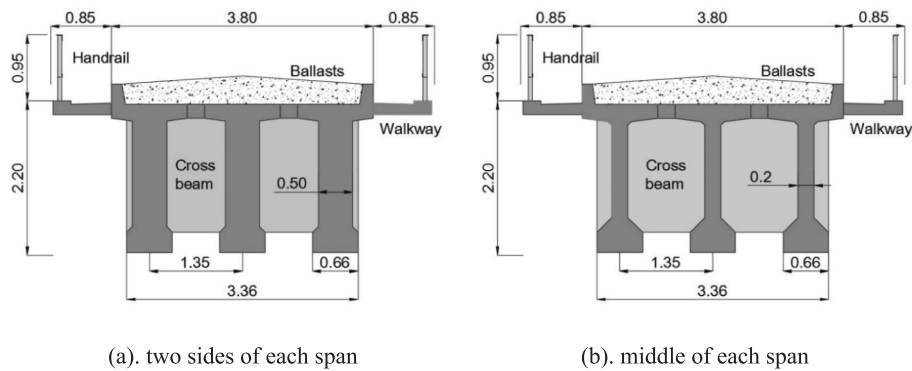 0.85 3.80 0.85
0.95
Handrail
Ballasts
Walkway
2.20
Cross
beam
0.50
1.35
0.66
3.36
(a). two sides of each span
0.85 3.80 0.85
0.95
Handrail
Ballasts
Walkway
2.20
Cross
beam
0.2
1.35
0.66
3.36
(b). middle of each span